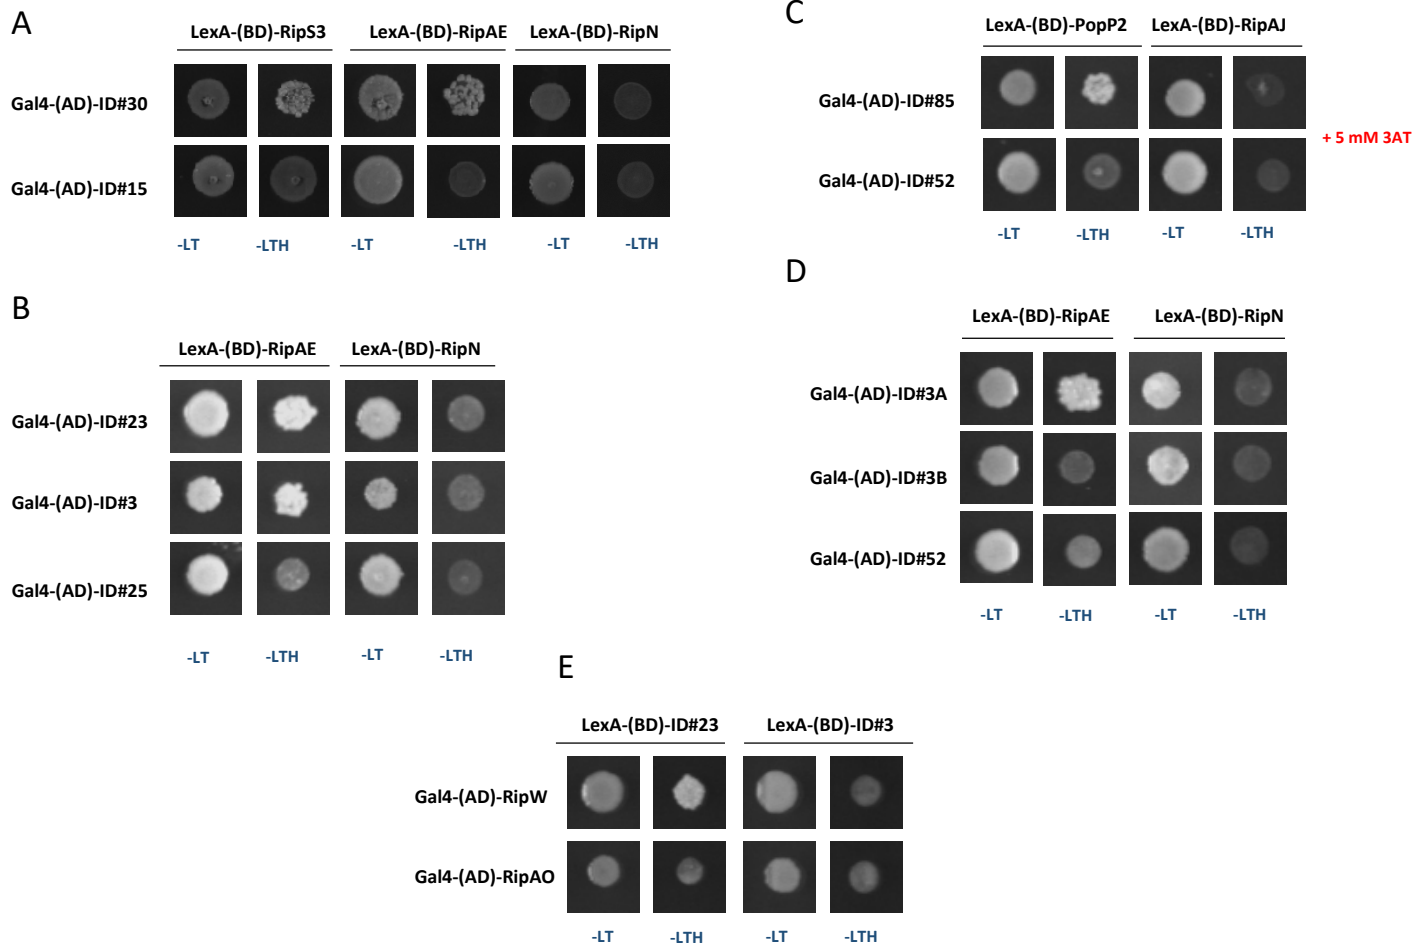 A
LexA-(BD)-RipS3 LexA-(BD)-RipAE LexA-(BD)-RipN
Gal4-(AD)-ID#30
Gal4-(AD)-ID#15
-LT -LTH -LT -LTH -LT -LTH
B
LexA-(BD)-RipAE LexA-(BD)-RipN
Gal4-(AD)-ID#23
Gal4-(AD)-ID#3
Gal4-(AD)-ID#25
-LT -LTH -LT -LTH
C
LexA-(BD)-PopP2 LexA-(BD)-RipAJ
Gal4-(AD)-ID#85
+ 5 mM 3AT
Gal4-(AD)-ID#52
-LT -LTH -LT -LTH
D
LexA-(BD)-RipAE LexA-(BD)-RipN
Gal4-(AD)-ID#3A
Gal4-(AD)-ID#3B
Gal4-(AD)-ID#52
-LT -LTH -LT -LTH
E
LexA-(BD)-ID#23 LexA-(BD)-ID#3
Gal4-(AD)-RipW
Gal4-(AD)-RipAO
-LT -LTH -LT -LTH